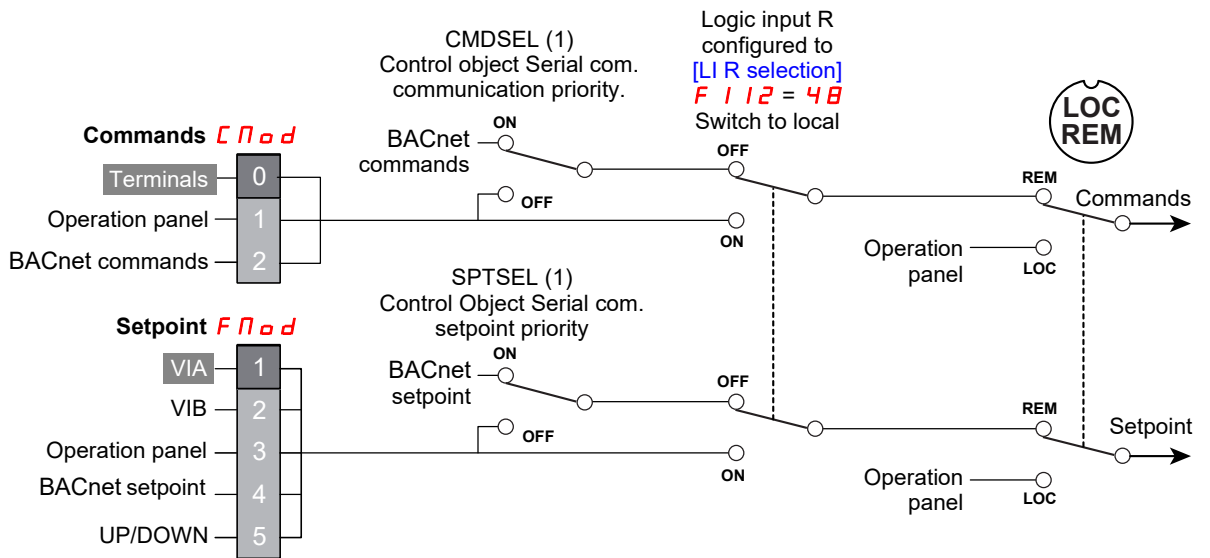 CMDSEL (1)
Control object Serial com.
communication priority.
Logic input R
configured to
[LI R selection]
F 112 = 48
Switch to local
LOC
REM
Commands CMod
Terminals 0
Operation panel 1
BACnet commands 2
ON
BACnet
commands
OFF
OFF
ON
REM
Commands
Operation
panel
LOC
SPTSEL (1)
Control Object Serial com.
setpoint priority
Setpoint FMod
VIA 1
VIB 2
Operation panel 3
BACnet setpoint 4
UP/DOWN 5
ON
BACnet
setpoint
OFF
OFF
ON
REM
Setpoint
Operation
panel
LOC